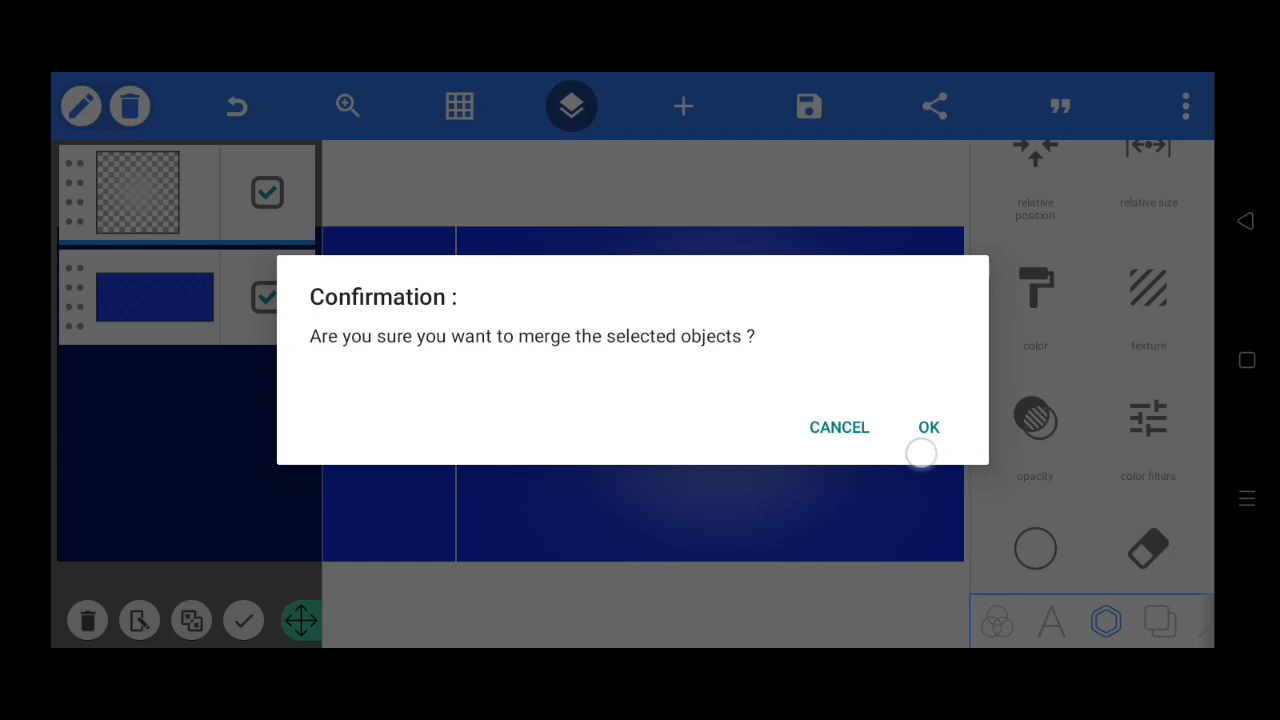 relative
position
relative size
Confirmation :
Are you sure you want to merge the selected objects ?
color
texture
CANCEL
OK
opacity
color filters